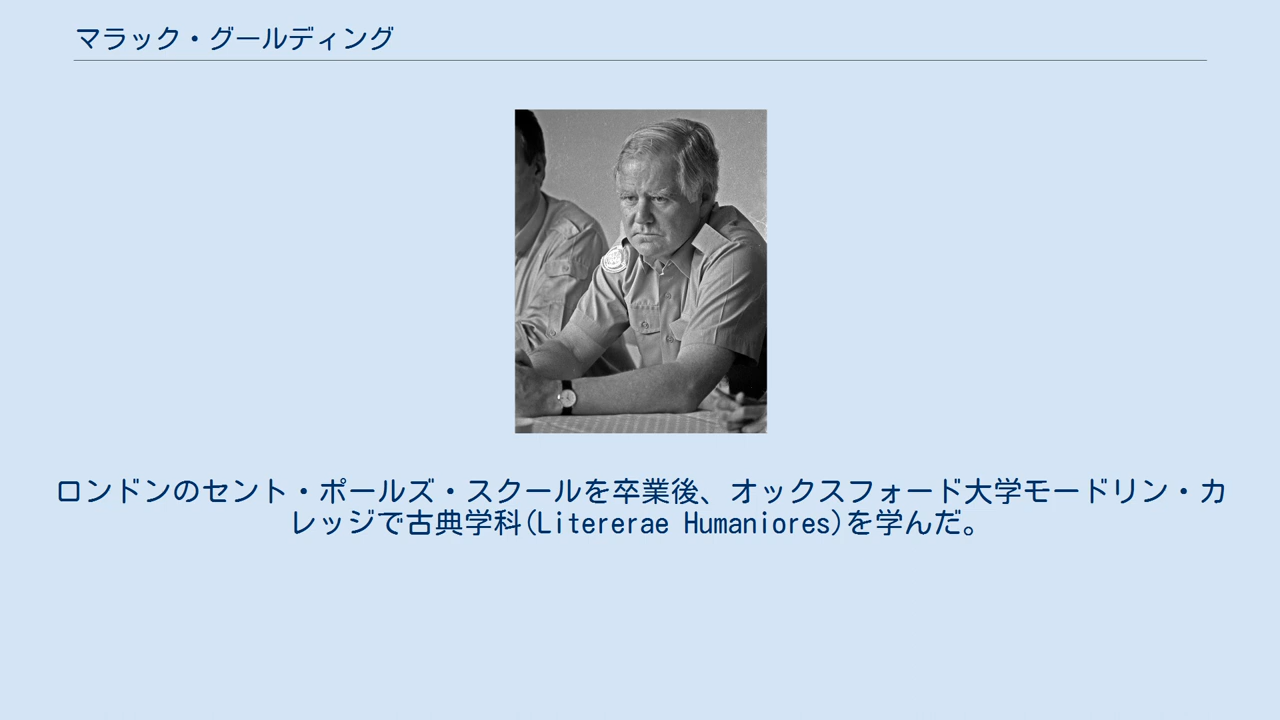 マラック・グールディング
ロンドンのセント・ポールズ・スクールを卒業後、オックスフォード大学モードリン・カ
レッジで古典学科(Litererae Humaniores)を学んだ。